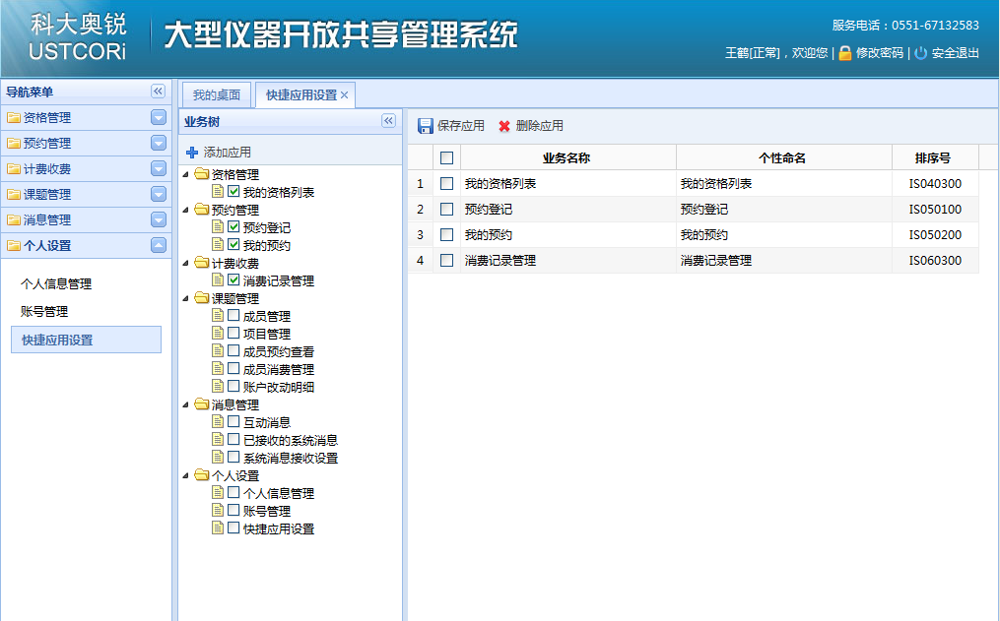 科大奥锐
USTCORi
大型仪器开放共享管理系统
服务电话：0551-67132583
王鹤[正常]，欢迎您 | 修改密码 | 安全退出
导航菜单
资格管理
预约管理
计费收费
课题管理
消息管理
个人设置
个人信息管理
账号管理
快捷应用设置
我的桌面
快捷应用设置
业务树
添加应用
资格管理
我的资格列表
预约管理
预约登记
我的预约
计费收费
消费记录管理
课题管理
成员管理
项目管理
成员预约查看
成员消费管理
账户改动明细
消息管理
互动消息
已接收的系统消息
系统消息接收设置
个人设置
个人信息管理
账号管理
快捷应用设置
保存应用 删除应用
业务名称 个性命名 排序号
1 我的资格列表 我的资格列表 IS040300
2 预约登记 预约登记 IS050100
3 我的预约 我的预约 IS050200
4 消费记录管理 消费记录管理 IS060300